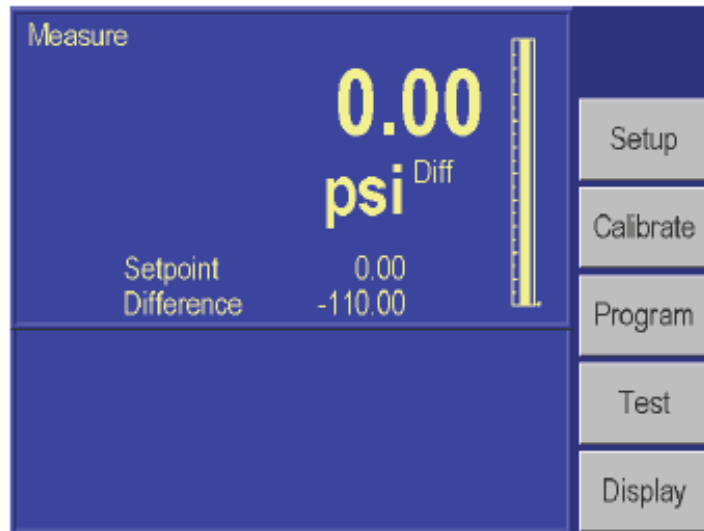 Measure
0.00
psi Diff
Setpoint 0.00
Difference -110.00
Setup
Calibrate
Program
Test
Display